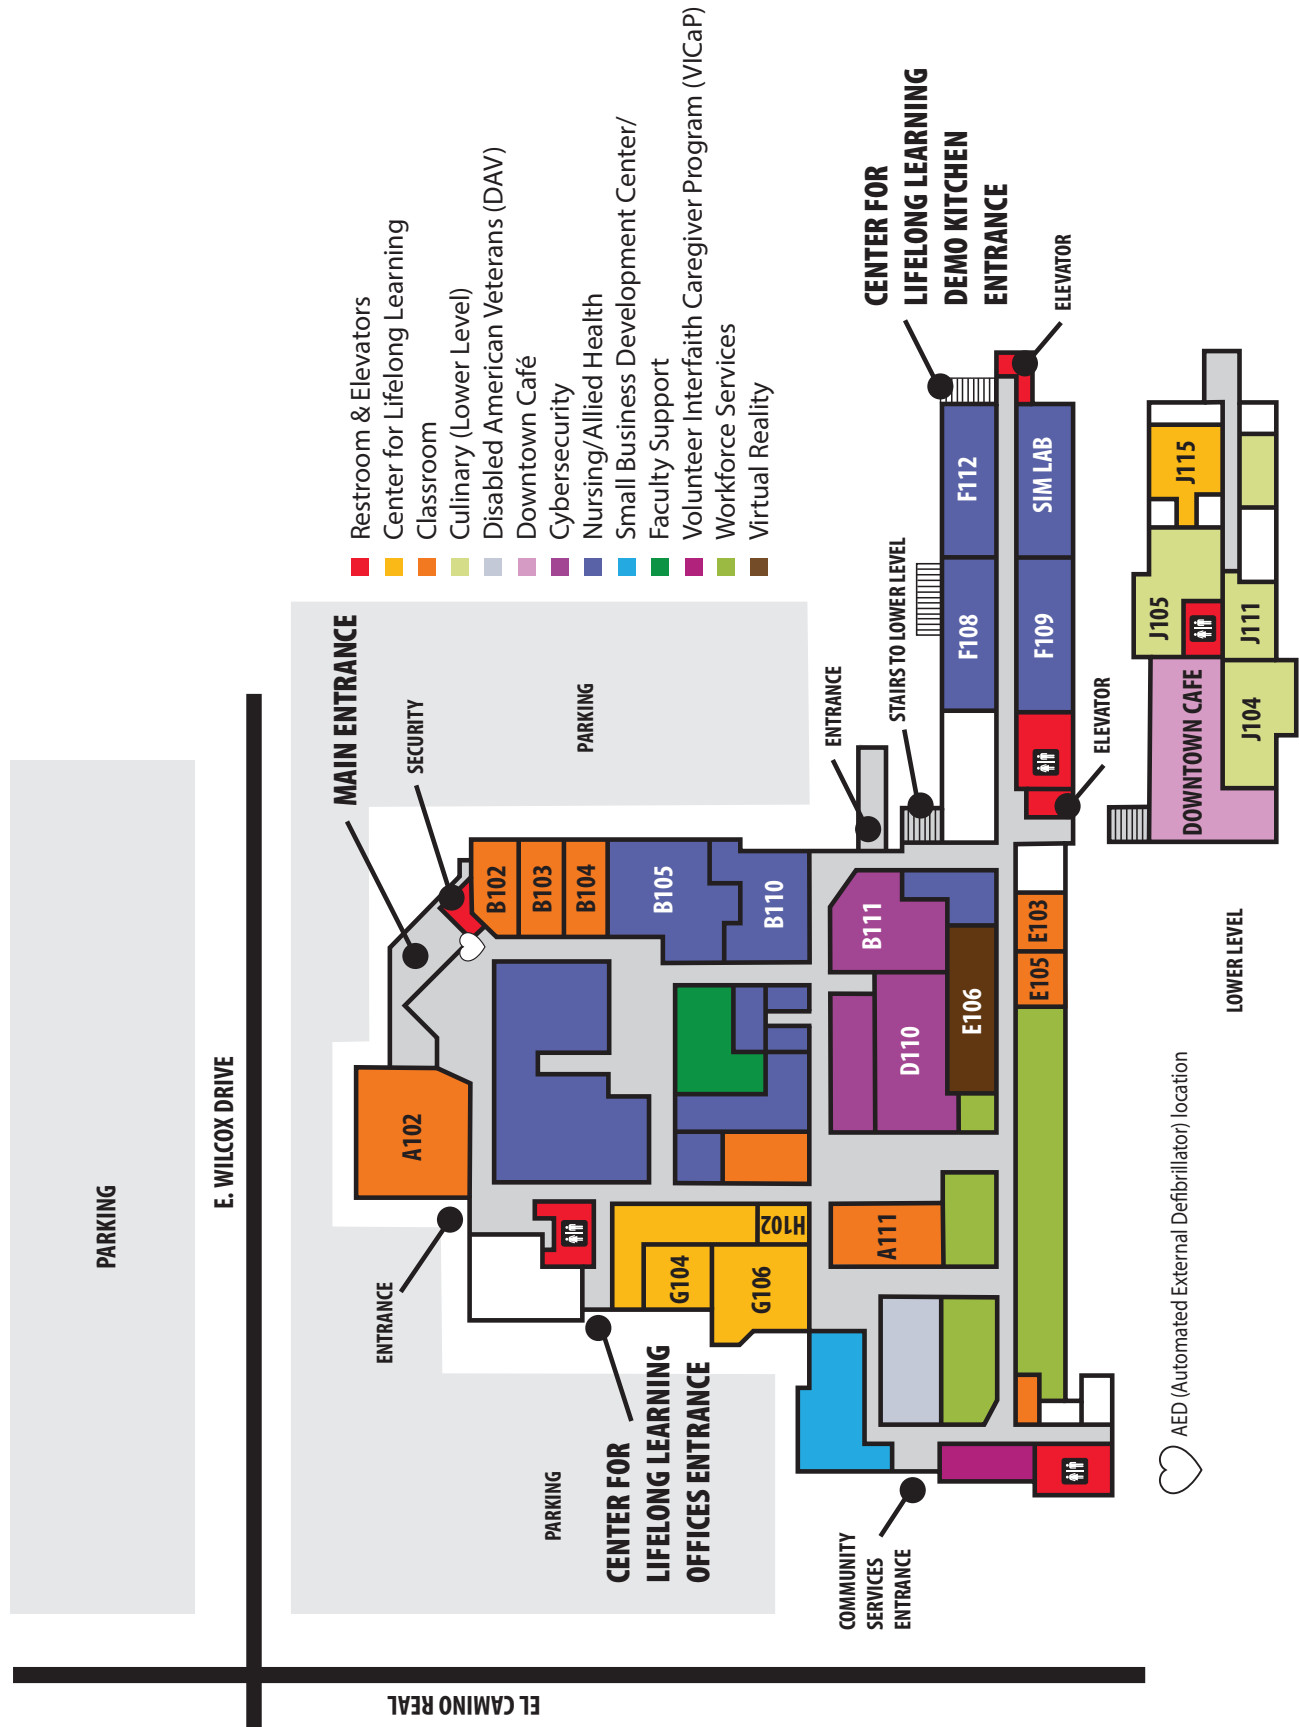 PARKING
E. WILCOX DRIVE
EL CAMINO REAL
MAIN ENTRANCE
SECURITY
PARKING
ENTRANCE
PARKING
CENTER FOR
LIFELONG LEARNING
OFFICES ENTRANCE
COMMUNITY
SERVICES
ENTRANCE
ENTRANCE
STAIRS TO LOWER LEVEL
CENTER FOR
LIFELONG LEARNING
DEMO KITCHEN
ENTRANCE
ELEVATOR
ELEVATOR
Restroom & Elevators
Center for Lifelong Learning
Classroom
Culinary (Lower Level)
Disabled American Veterans (DAV)
Downtown Café
Cybersecurity
Nursing/Allied Health
Small Business Development Center/
Faculty Support
Volunteer Interfaith Caregiver Program (VICaP)
Workforce Services
Virtual Reality
A102
B102
B103
B104
B105
B110
B111
G104
G106
H102
A111
D110
E106
E105
E103
F108
F112
F109
SIM LAB
LOWER LEVEL
DOWNTOWN CAFE
J105
J115
J104
J111
AED (Automated External Defibrillator) location